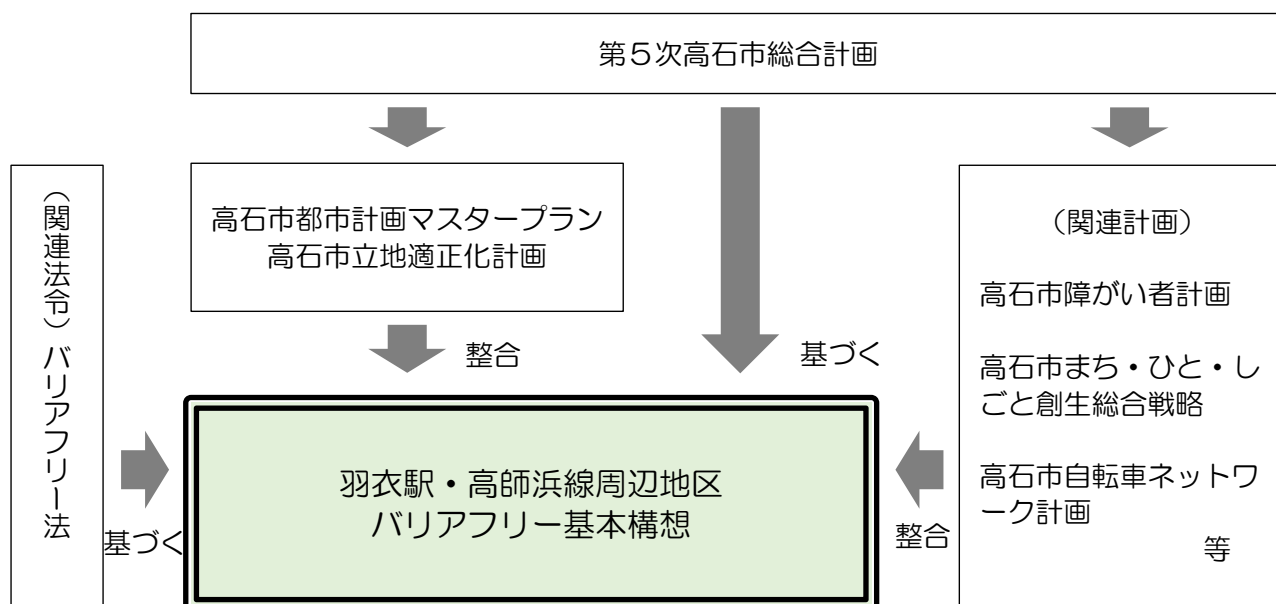 第５次高石市総合計画
（関連法令）バリアフリー法
高石市都市計画マスタープラン
高石市立地適正化計画
（関連計画）
高石市障がい者計画
高石市まち・ひと・し
ごと創生総合戦略
高石市自転車ネットワ
ーク計画
等
整合
基づく
羽衣駅・高師浜線周辺地区
バリアフリー基本構想
基づく
整合